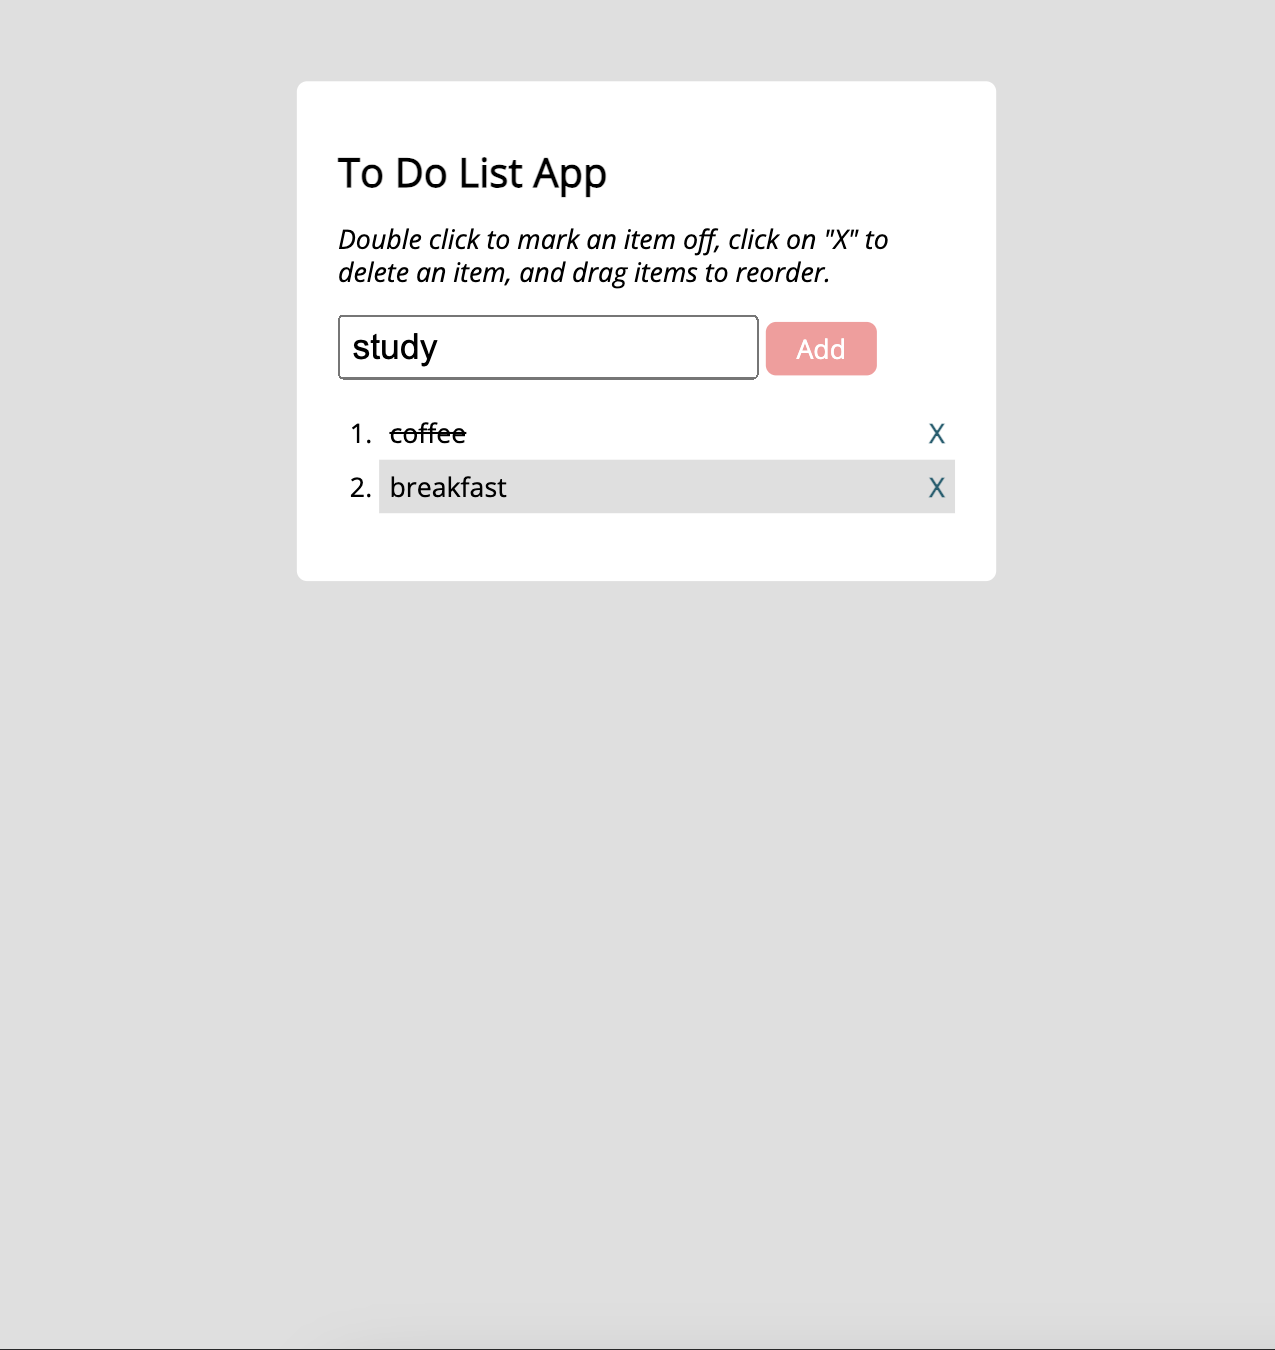 To Do List App
Double click to mark an item off, click on "X" to
delete an item, and drag items to reorder.
study Add
1. coffee X
2. breakfast X